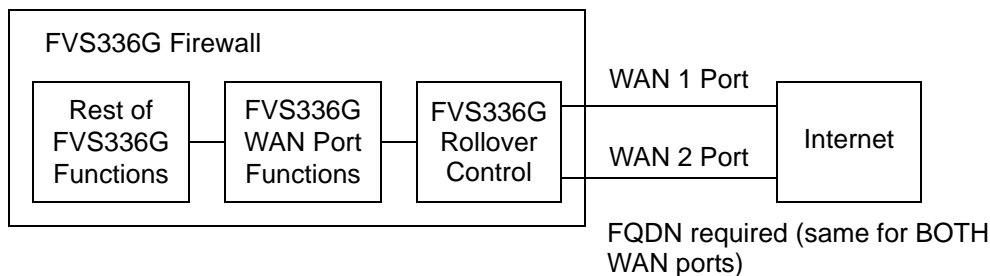 FVS336G Firewall
Rest of
FVS336G
Functions
FVS336G
WAN Port
Functions
FVS336G
Rollover
Control
WAN 1 Port
WAN 2 Port
Internet
FQDN required (same for BOTH
WAN ports)